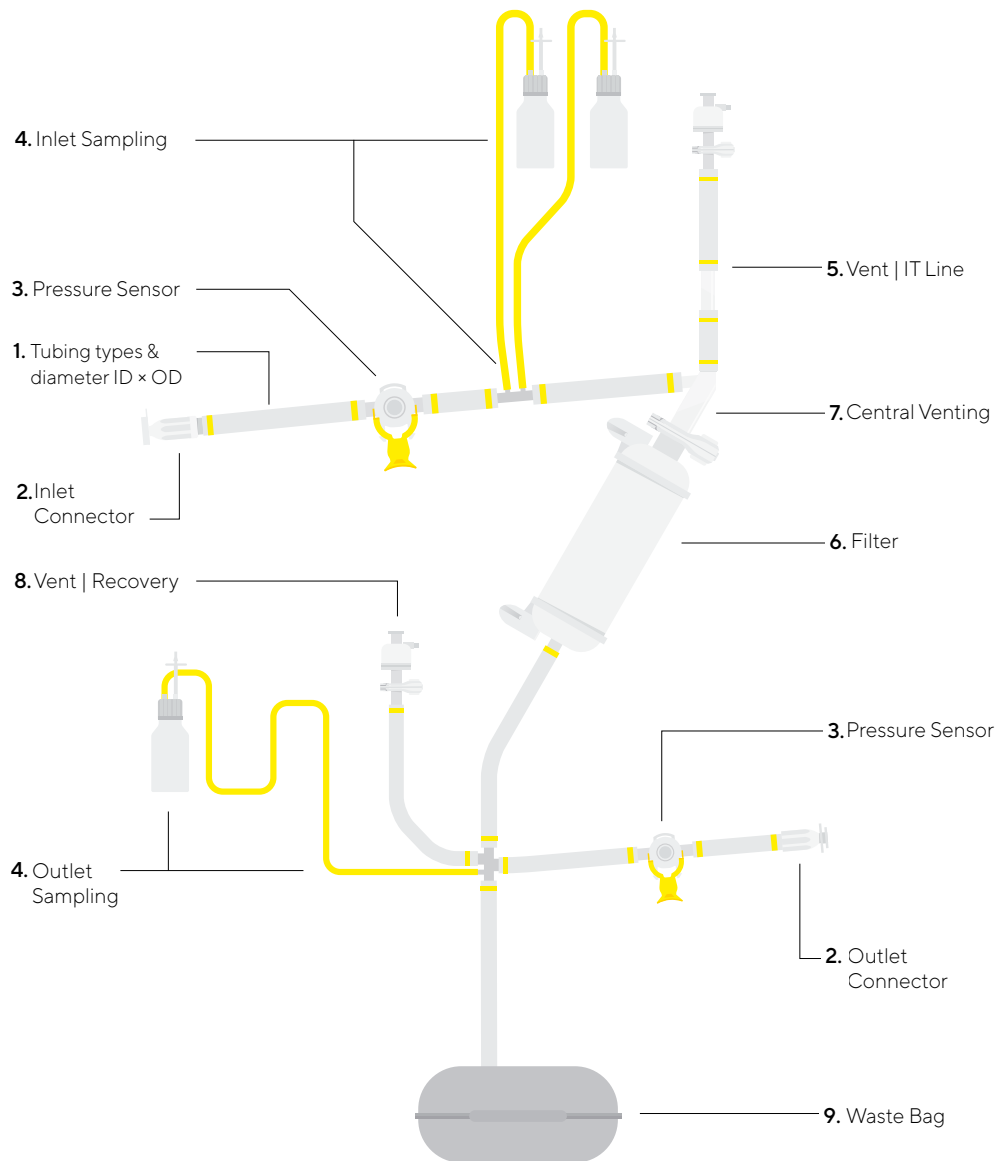 4. Inlet Sampling
5. Vent | IT Line
3. Pressure Sensor
1. Tubing types &
diameter ID × OD
7. Central Venting
2. Inlet
Connector
6. Filter
8. Vent | Recovery
3. Pressure Sensor
4. Outlet
Sampling
2. Outlet
Connector
9. Waste Bag